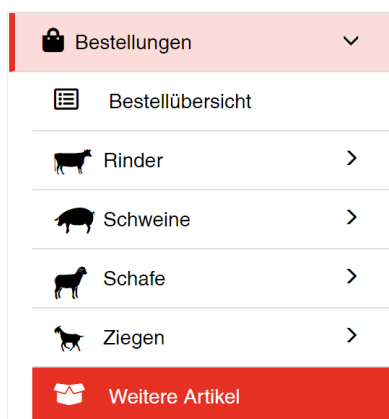 Bestellungen
Bestellübersicht
Rinder
Schweine
Schafe
Ziegen
Weitere Artikel